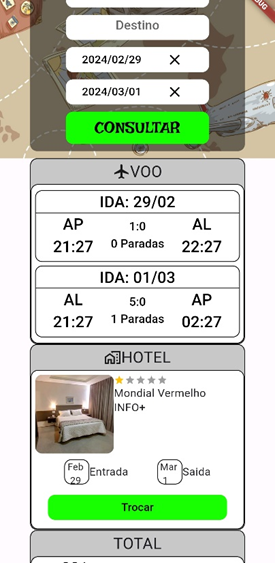 BUG
Destino
2024/02/29 ×
2024/03/01 ×
CONSULTAR
VOO
IDA: 29/02
AP 1:0 AL
21:27 0 Paradas 22:27
IDA: 01/03
AL 5:0 AP
21:27 1 Paradas 02:27
HOTEL
Mondial Vermelho
INFO+
Feb 29 Entrada Mar 1 Saida
Trocar
TOTAL